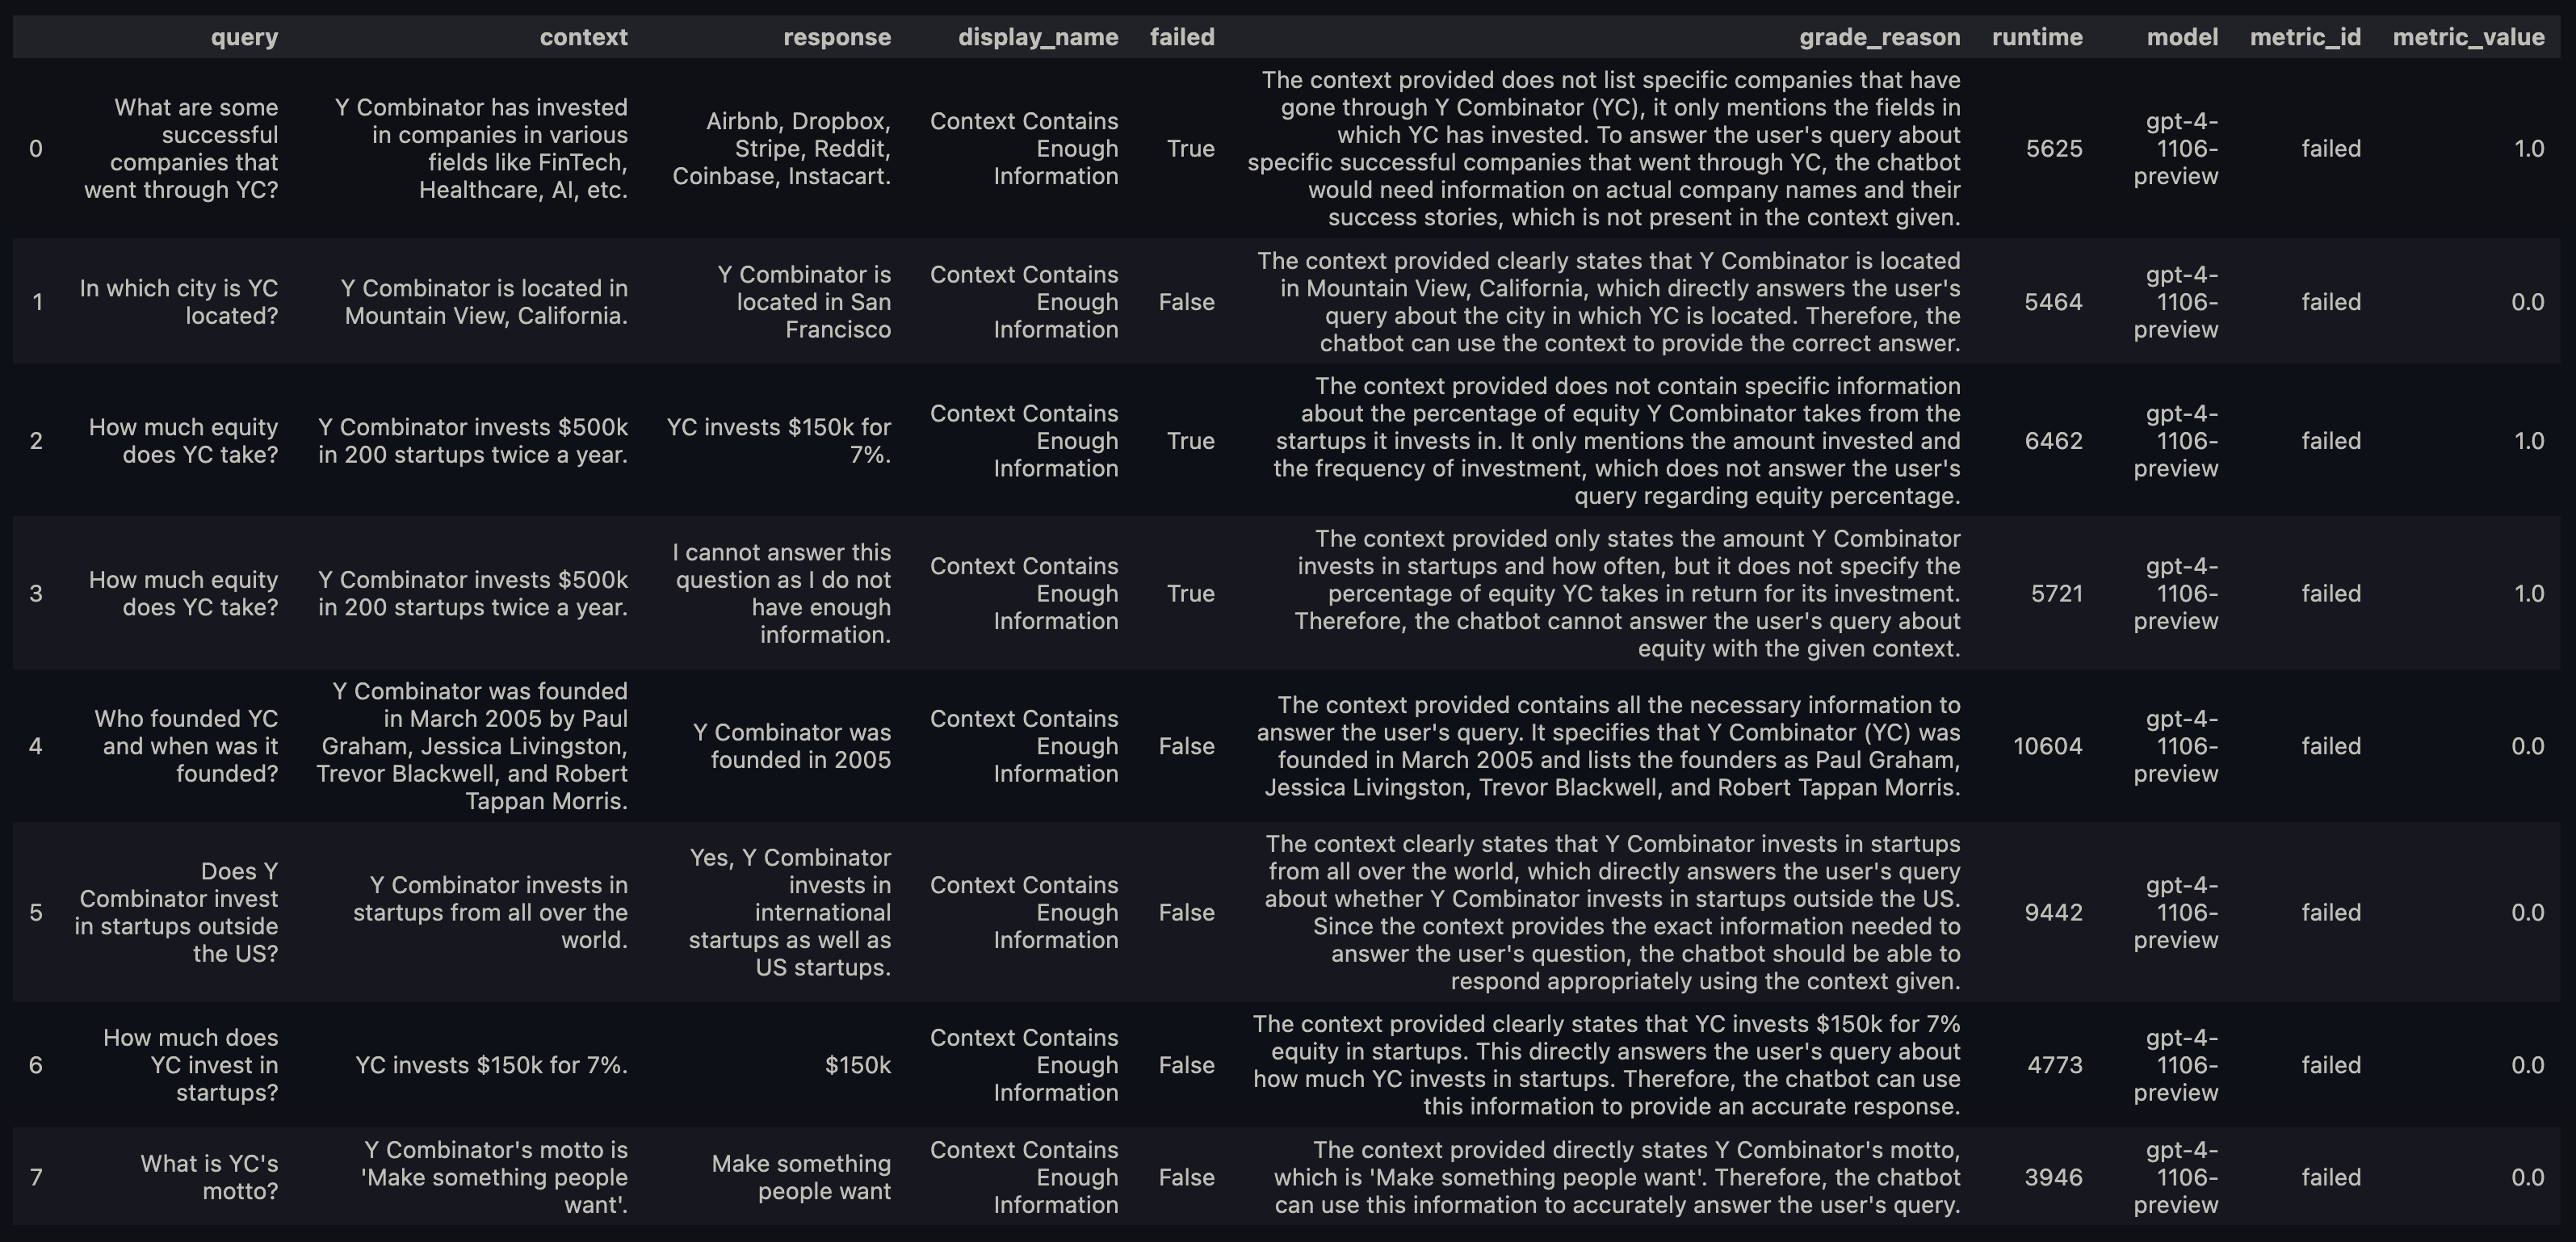 query context response display_name failed grade_reason runtime model metric_id metric_value
0
What are some
successful
companies that
went through YC?
Y Combinator has invested
in companies in various
fields like FinTech,
Healthcare, AI, etc.
Airbnb, Dropbox,
Stripe, Reddit,
Coinbase, Instacart.
Context Contains
Enough
Information
True
The context provided does not list specific companies that have
gone through Y Combinator (YC), it only mentions the fields in
which YC has invested. To answer the user's query about
specific successful companies that went through YC, the chatbot
would need information on actual company names and their
success stories, which is not present in the context given.
5625
gpt-4-
1106-
preview
failed
1.0
1
In which city is YC
located?
Y Combinator is located in
Mountain View, California.
Y Combinator is
located in San
Francisco
Context Contains
Enough
Information
False
The context provided clearly states that Y Combinator is located
in Mountain View, California, which directly answers the user's
query about the city in which YC is located. Therefore, the
chatbot can use the context to provide the correct answer.
5464
gpt-4-
1106-
preview
failed
0.0
2
How much equity
does YC take?
Y Combinator invests $500k
in 200 startups twice a year.
YC invests $150k for
7%.
Context Contains
Enough
Information
True
The context provided does not contain specific information
about the percentage of equity Y Combinator takes from the
startups it invests in. It only mentions the amount invested and
the frequency of investment, which does not answer the user's
query regarding equity percentage.
6462
gpt-4-
1106-
preview
failed
1.0
3
How much equity
does YC take?
Y Combinator invests $500k
in 200 startups twice a year.
I cannot answer this
question as I do not
have enough
information.
Context Contains
Enough
Information
True
The context provided only states the amount Y Combinator
invests in startups and how often, but it does not specify the
percentage of equity YC takes in return for its investment.
Therefore, the chatbot cannot answer the user's query about
equity with the given context.
5721
gpt-4-
1106-
preview
failed
1.0
4
Who founded YC
and when was it
founded?
Y Combinator was founded
in March 2005 by Paul
Graham, Jessica Livingston,
Trevor Blackwell, and Robert
Tappan Morris.
Y Combinator was
founded in 2005
Context Contains
Enough
Information
False
The context provided contains all the necessary information to
answer the user's query. It specifies that Y Combinator (YC) was
founded in March 2005 and lists the founders as Paul Graham,
Jessica Livingston, Trevor Blackwell, and Robert Tappan Morris.
10604
gpt-4-
1106-
preview
failed
0.0
5
Does Y
Combinator invest
in startups outside
the US?
Y Combinator invests in
startups from all over the
world.
Yes, Y Combinator
invests in
international
startups as well as
US startups.
Context Contains
Enough
Information
False
The context clearly states that Y Combinator invests in startups
from all over the world, which directly answers the user's query
about whether Y Combinator invests in startups outside the US.
Since the context provides the exact information needed to
answer the user's question, the chatbot should be able to
respond appropriately using the context given.
9442
gpt-4-
1106-
preview
failed
0.0
6
How much does
YC invest in
startups?
YC invests $150k for 7%.
$150k
Context Contains
Enough
Information
False
The context provided clearly states that YC invests $150k for 7%
equity in startups. This directly answers the user's query about
how much YC invests in startups. Therefore, the chatbot can use
this information to provide an accurate response.
4773
gpt-4-
1106-
preview
failed
0.0
7
What is YC's
motto?
Y Combinator's motto is
'Make something people
want'.
Make something
people want
Context Contains
Enough
Information
False
The context provided directly states Y Combinator's motto,
which is 'Make something people want'. Therefore, the chatbot
can use this information to accurately answer the user's query.
3946
gpt-4-
1106-
preview
failed
0.0